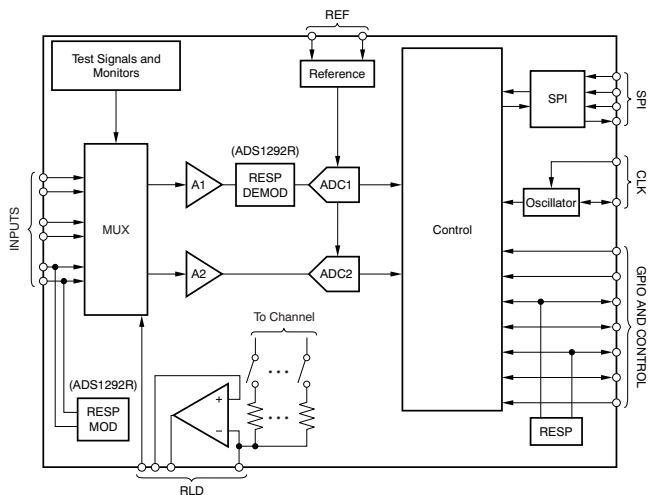 REF
Test Signals and
Monitors
Reference
SPI
SPI
(ADS1292R)
A1
RESP
DEMOD
ADC1
CLK
Oscillator
INPUTS
MUX
Control
A2
ADC2
GPIO AND CONTROL
To Channel
(ADS1292R)
RESP
MOD
+
−
RESP
RLD